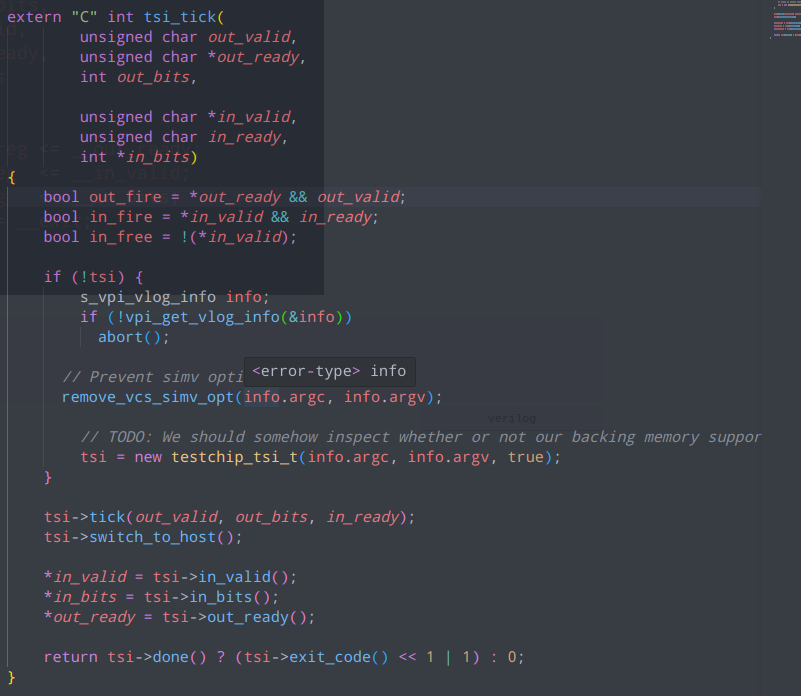 extern "C" int tsi_tick(
unsigned char out_valid,
unsigned char *out_ready,
int out_bits,
unsigned char *in_valid,
unsigned char in_ready,
int *in_bits)
{
bool out_fire = *out_ready && out_valid;
bool in_fire = *in_valid && in_ready;
bool in_free = !(*in_valid);
if (!tsi) {
s_vpi_vlog_info info;
if (!vpi_get_vlog_info(&info))
abort();
// Prevent simv opti
<error-type> info
remove_vcs_simv_opt(info.argc, info.argv);
verilog
// TODO: We should somehow inspect whether or not our backing memory suppor
tsi = new testchip_tsi_t(info.argc, info.argv, true);
}
tsi->tick(out_valid, out_bits, in_ready);
tsi->switch_to_host();
*in_valid = tsi->in_valid();
*in_bits = tsi->in_bits();
*out_ready = tsi->out_ready();
return tsi->done() ? (tsi->exit_code() << 1 | 1) : 0;
}